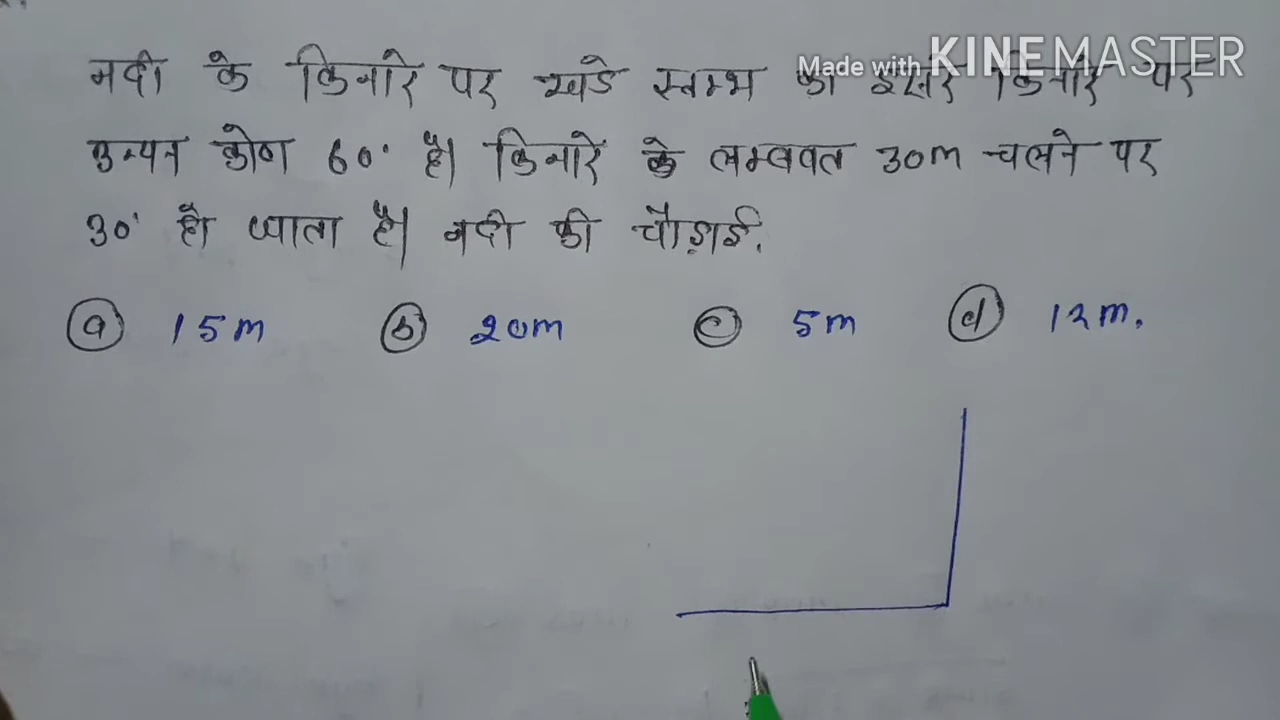 नदी के किनारे पर खडे स्तम्भ का दूसरे किनारे पर
Made with KINEMASTER
उन्यन कोण 60° है। किनारे के लम्बवत 30m चलने पर
30° हो जाता है। नदी की चौड़ाई.
a 15m b 20m c 5m d 12m.